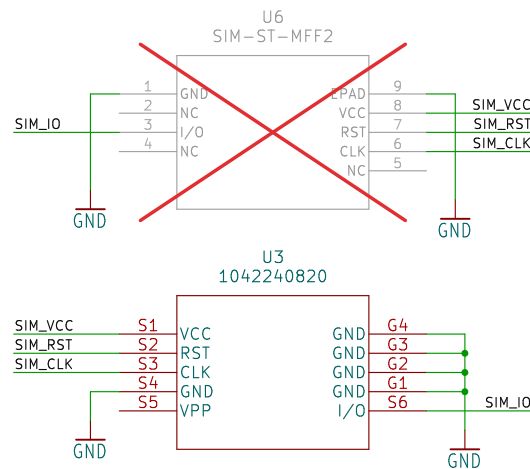 U6
SIM-ST-MFF2
1 GND EPAD 9
2 NC VCC 8 SIM_VCC
SIM_IO 3 I/O RST 7 SIM_RST
4 NC CLK 6 SIM_CLK
NC 5
GND GND
U3
1042240820
SIM_VCC S1 VCC GND G4
SIM_RST S2 RST GND G3
SIM_CLK S3 CLK GND G2
S4 GND GND G1
S5 VPP I/O S6 SIM_IO
GND GND